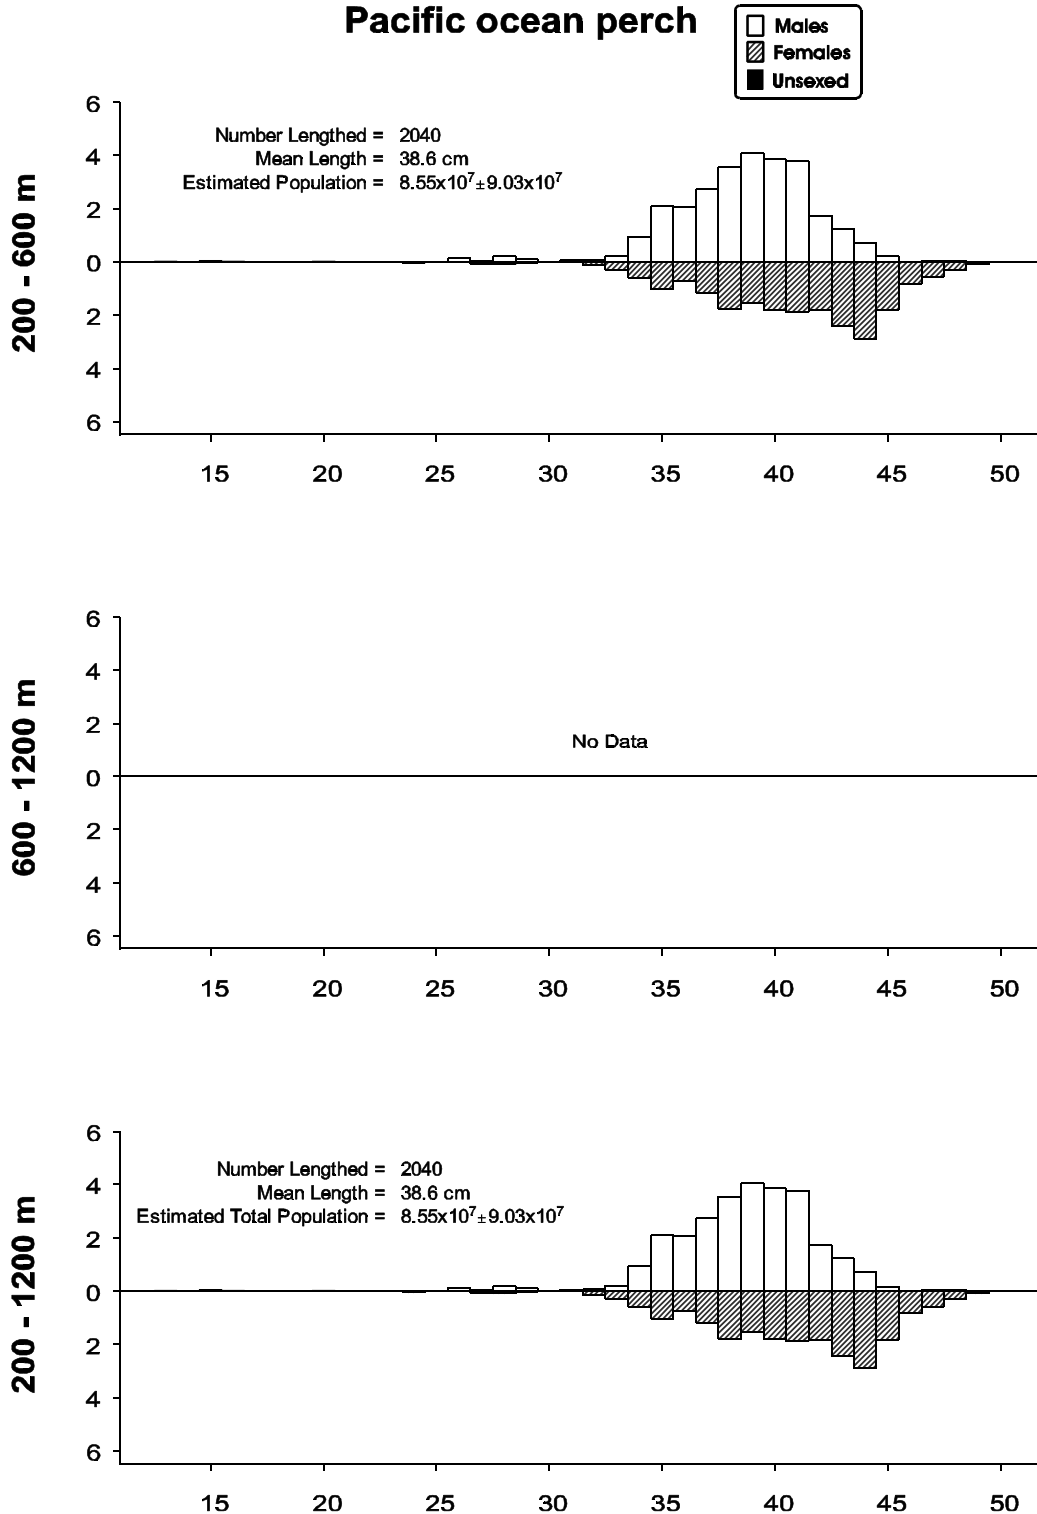 Pacific ocean perch
Males
Females
Unsexed
200 - 600 m
6
4
2
0
2
4
6
Number Lengthed = 2040
Mean Length = 38.6 cm
Estimated Population = 8.55x10⁷±9.03x10⁷
15 20 25 30 35 40 45 50
600 - 1200 m
6
4
2
0
2
4
6
No Data
15 20 25 30 35 40 45 50
200 - 1200 m
6
4
2
0
2
4
6
Number Lengthed = 2040
Mean Length = 38.6 cm
Estimated Total Population = 8.55x10⁷±9.03x10⁷
15 20 25 30 35 40 45 50